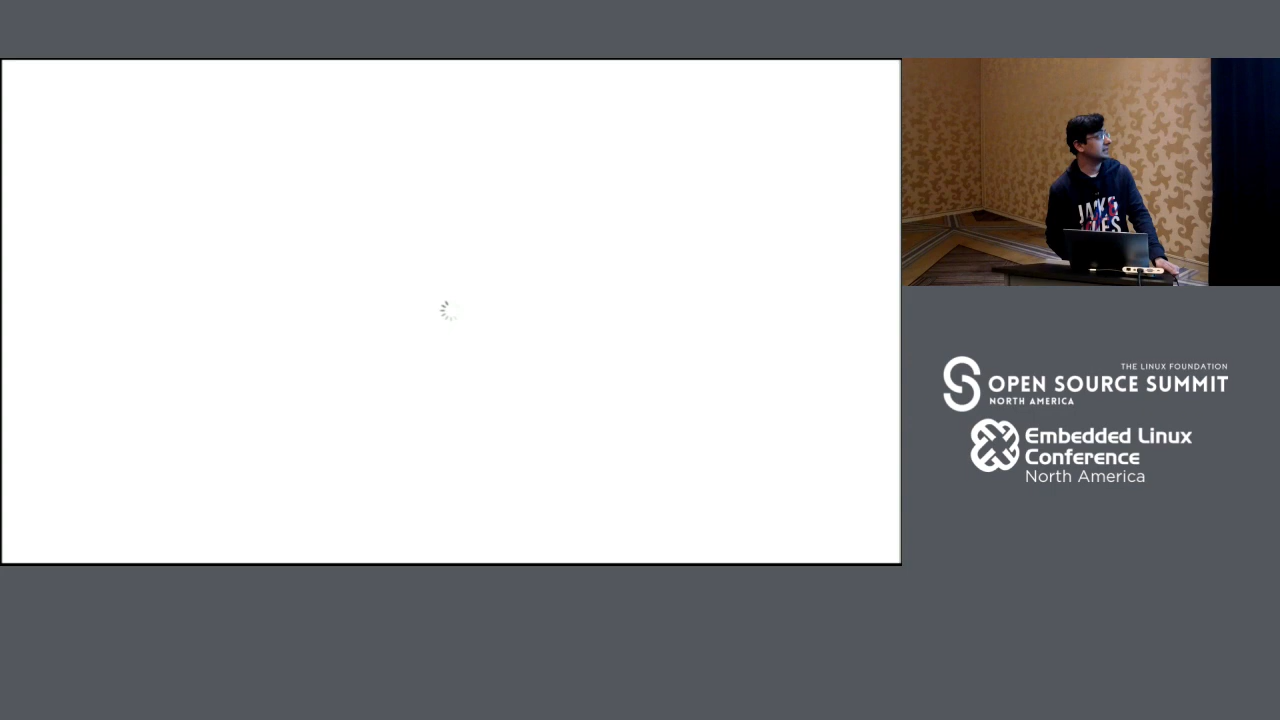 THE LINUX FOUNDATION
OPEN SOURCE SUMMIT
NORTH AMERICA
Embedded Linux
Conference
North America